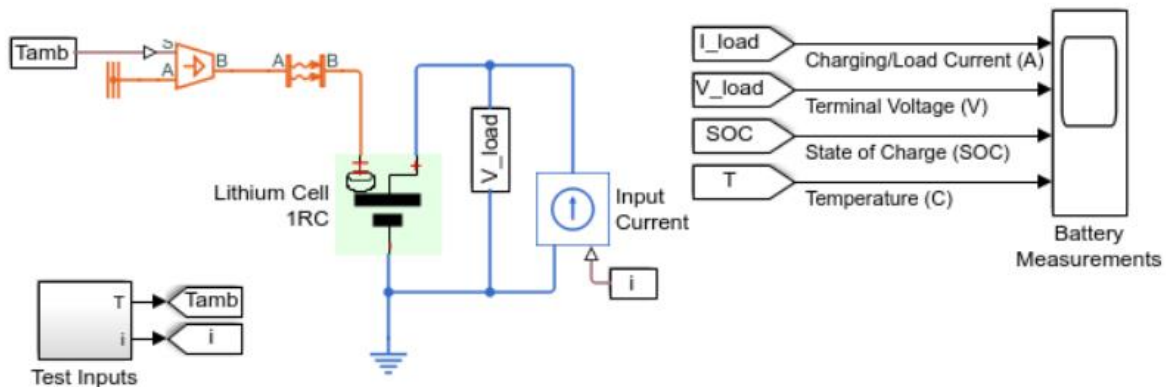 Tamb
S
A
B
A
B
V_load
Lithium Cell
1RC
Input
Current
i
T
i
Tamb
i
Test Inputs
I_load
Charging/Load Current (A)
V_load
Terminal Voltage (V)
SOC
State of Charge (SOC)
T
Temperature (C)
Battery
Measurements